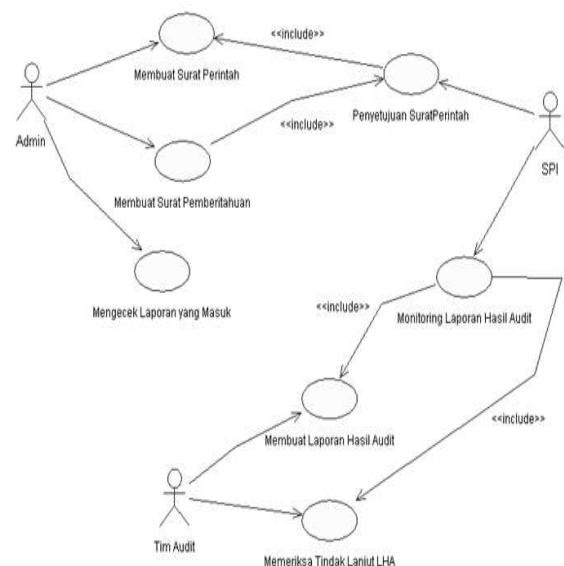 <<include>>
Membuat Surat Perintah
Penyetujuan SuratPerintah
<<include>>
Admin
SPI
Membuat Surat Pemberitahuan
Mengecek Laporan yang Masuk
<<include>>
Monitoring Laporan Hasil Audit
<<include>>
Membuat Laporan Hasil Audit
Tim Audit
Memeriksa Tindak Lanjut LHA